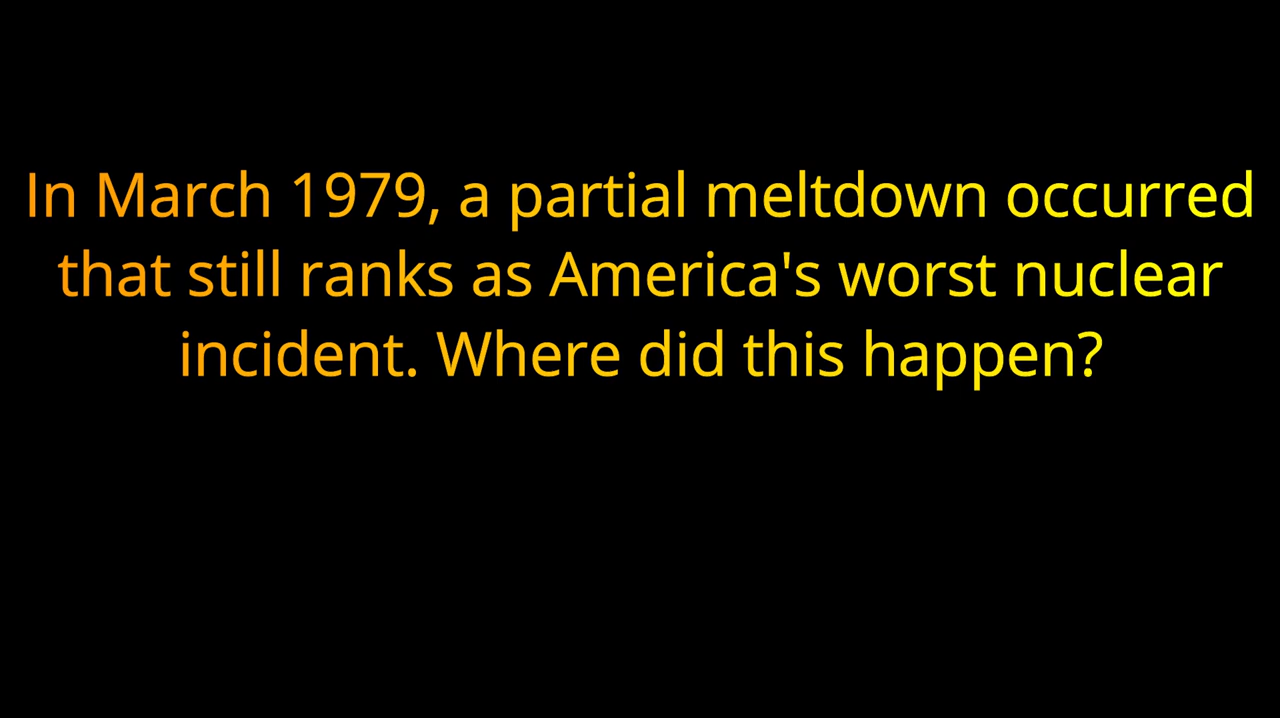 In March 1979, a partial meltdown occurred
that still ranks as America's worst nuclear
incident. Where did this happen?